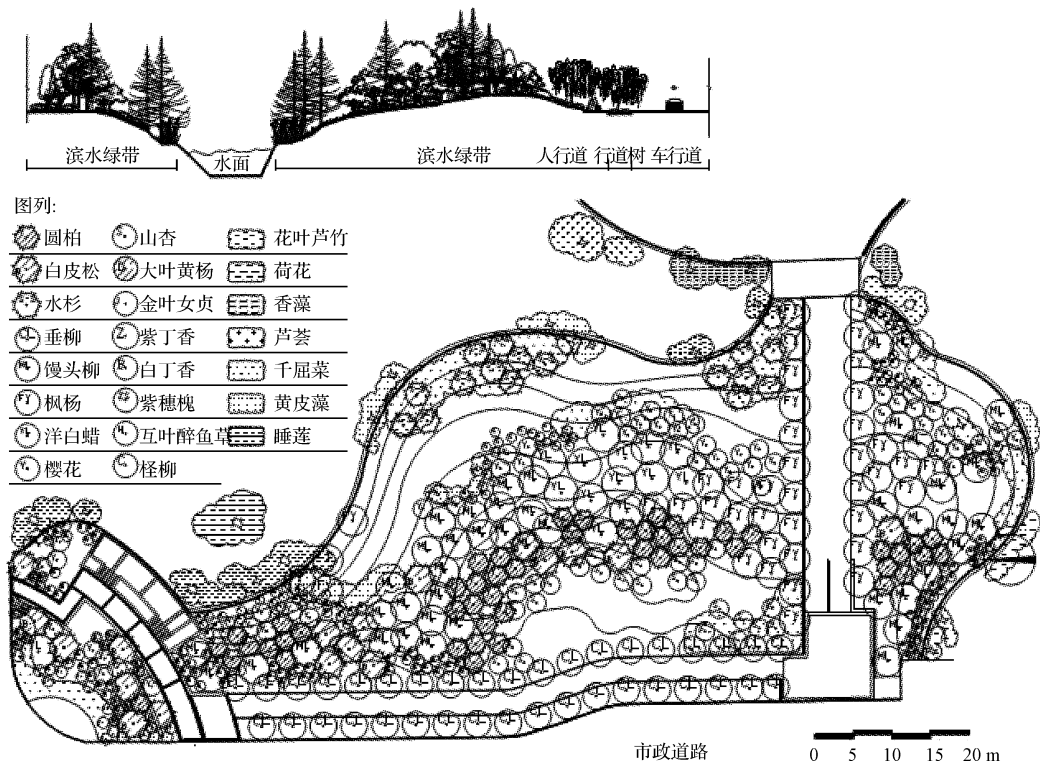 滨水绿带 水面 滨水绿带 人行道 行道树 车行道
图列:
圆柏 山杏 花叶芦竹
白皮松 大叶黄杨 荷花
水杉 金叶女贞 香藻
垂柳 紫丁香 芦荟
馒头柳 白丁香 千屈菜
枫杨 紫穗槐 黄皮藻
洋白蜡 互叶醉鱼草 睡莲
樱花 怪柳
市政道路
0 5 10 15 20 m